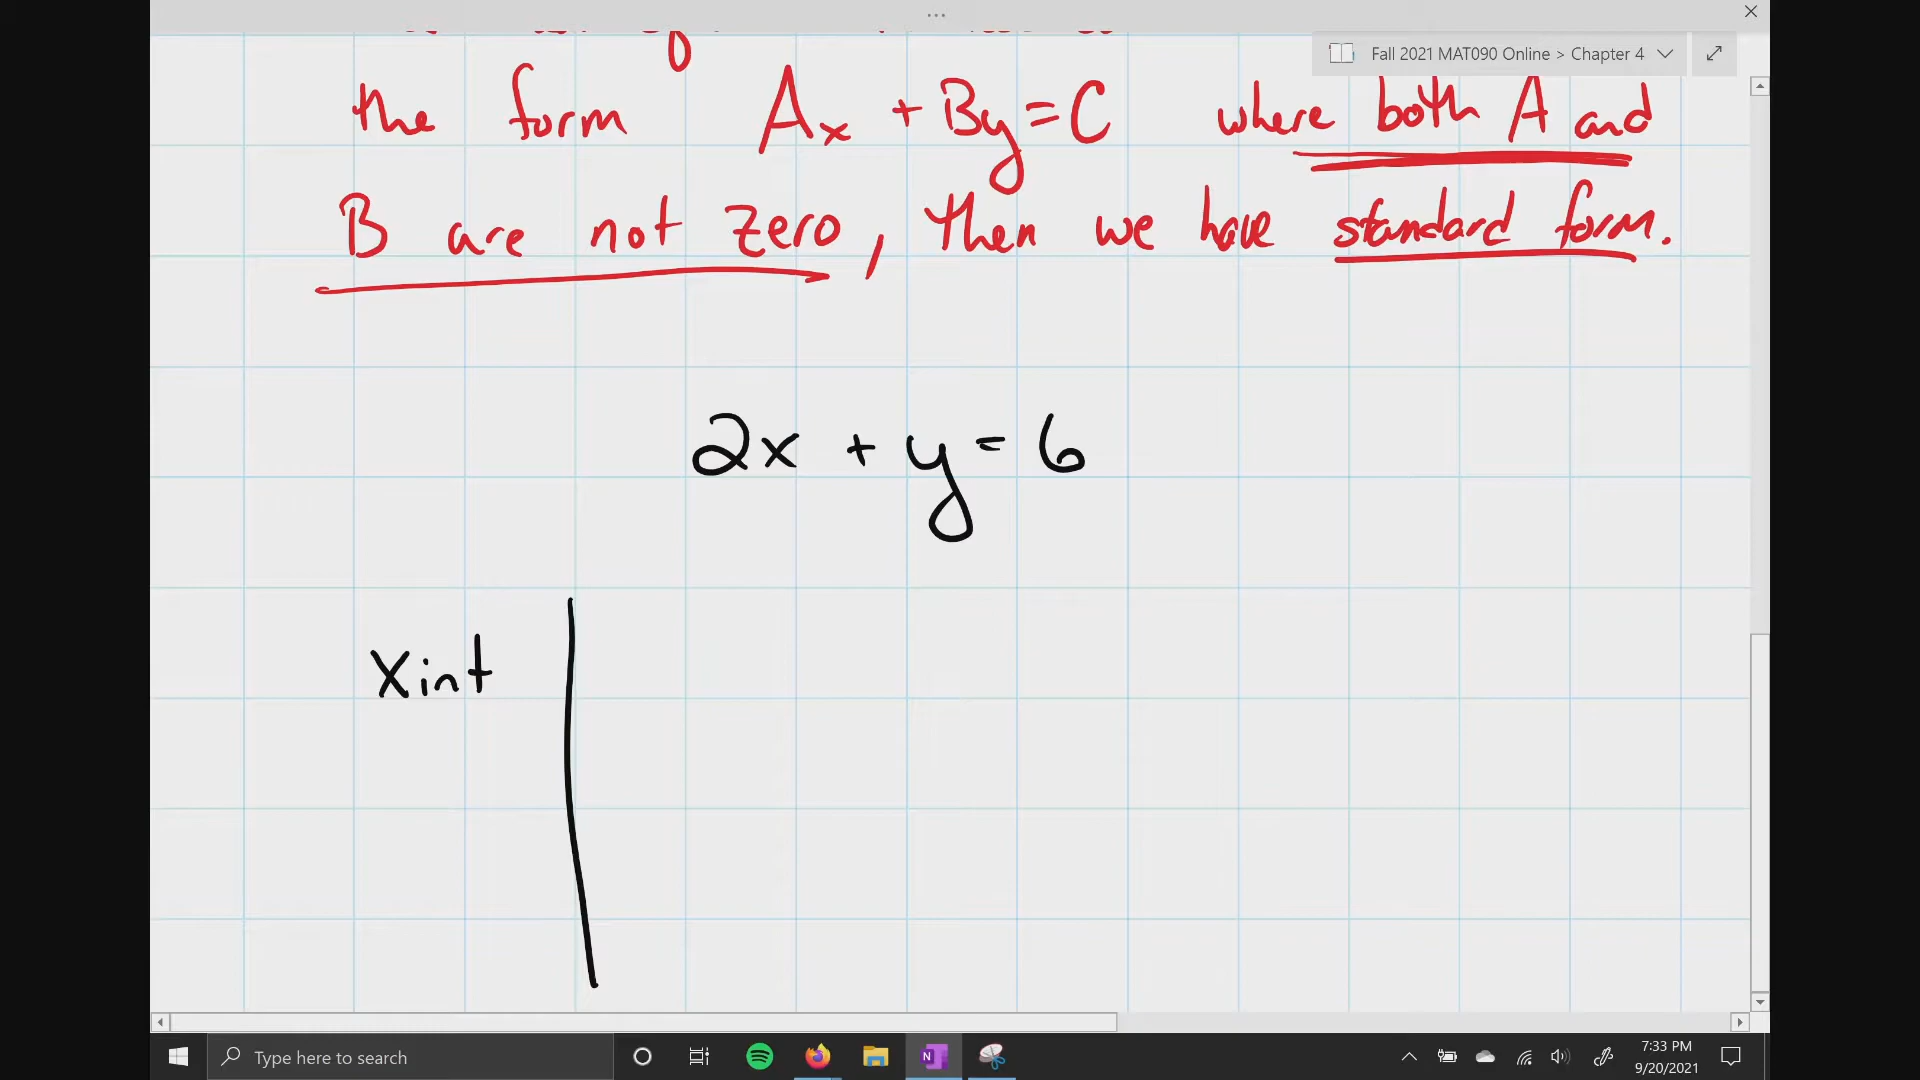 Fall 2021 MAT090 Online > Chapter 4
the form Ax + By = C where both A and
B are not zero, then we have standard form.
2x + y = 6
X int
Type here to search
7:33 PM
9/20/2021